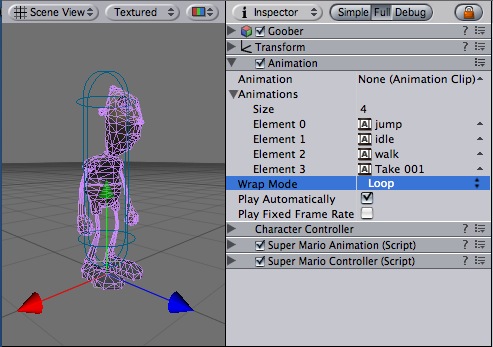 Scene View
Textured
Inspector
Simple Full Debug
Goober
Transform
Animation
Animation None (Animation Clip)
Animations
Size 4
Element 0 jump
Element 1 idle
Element 2 walk
Element 3 Take 001
Wrap Mode Loop
Play Automatically
Play Fixed Frame Rate
Character Controller
Super Mario Animation (Script)
Super Mario Controller (Script)